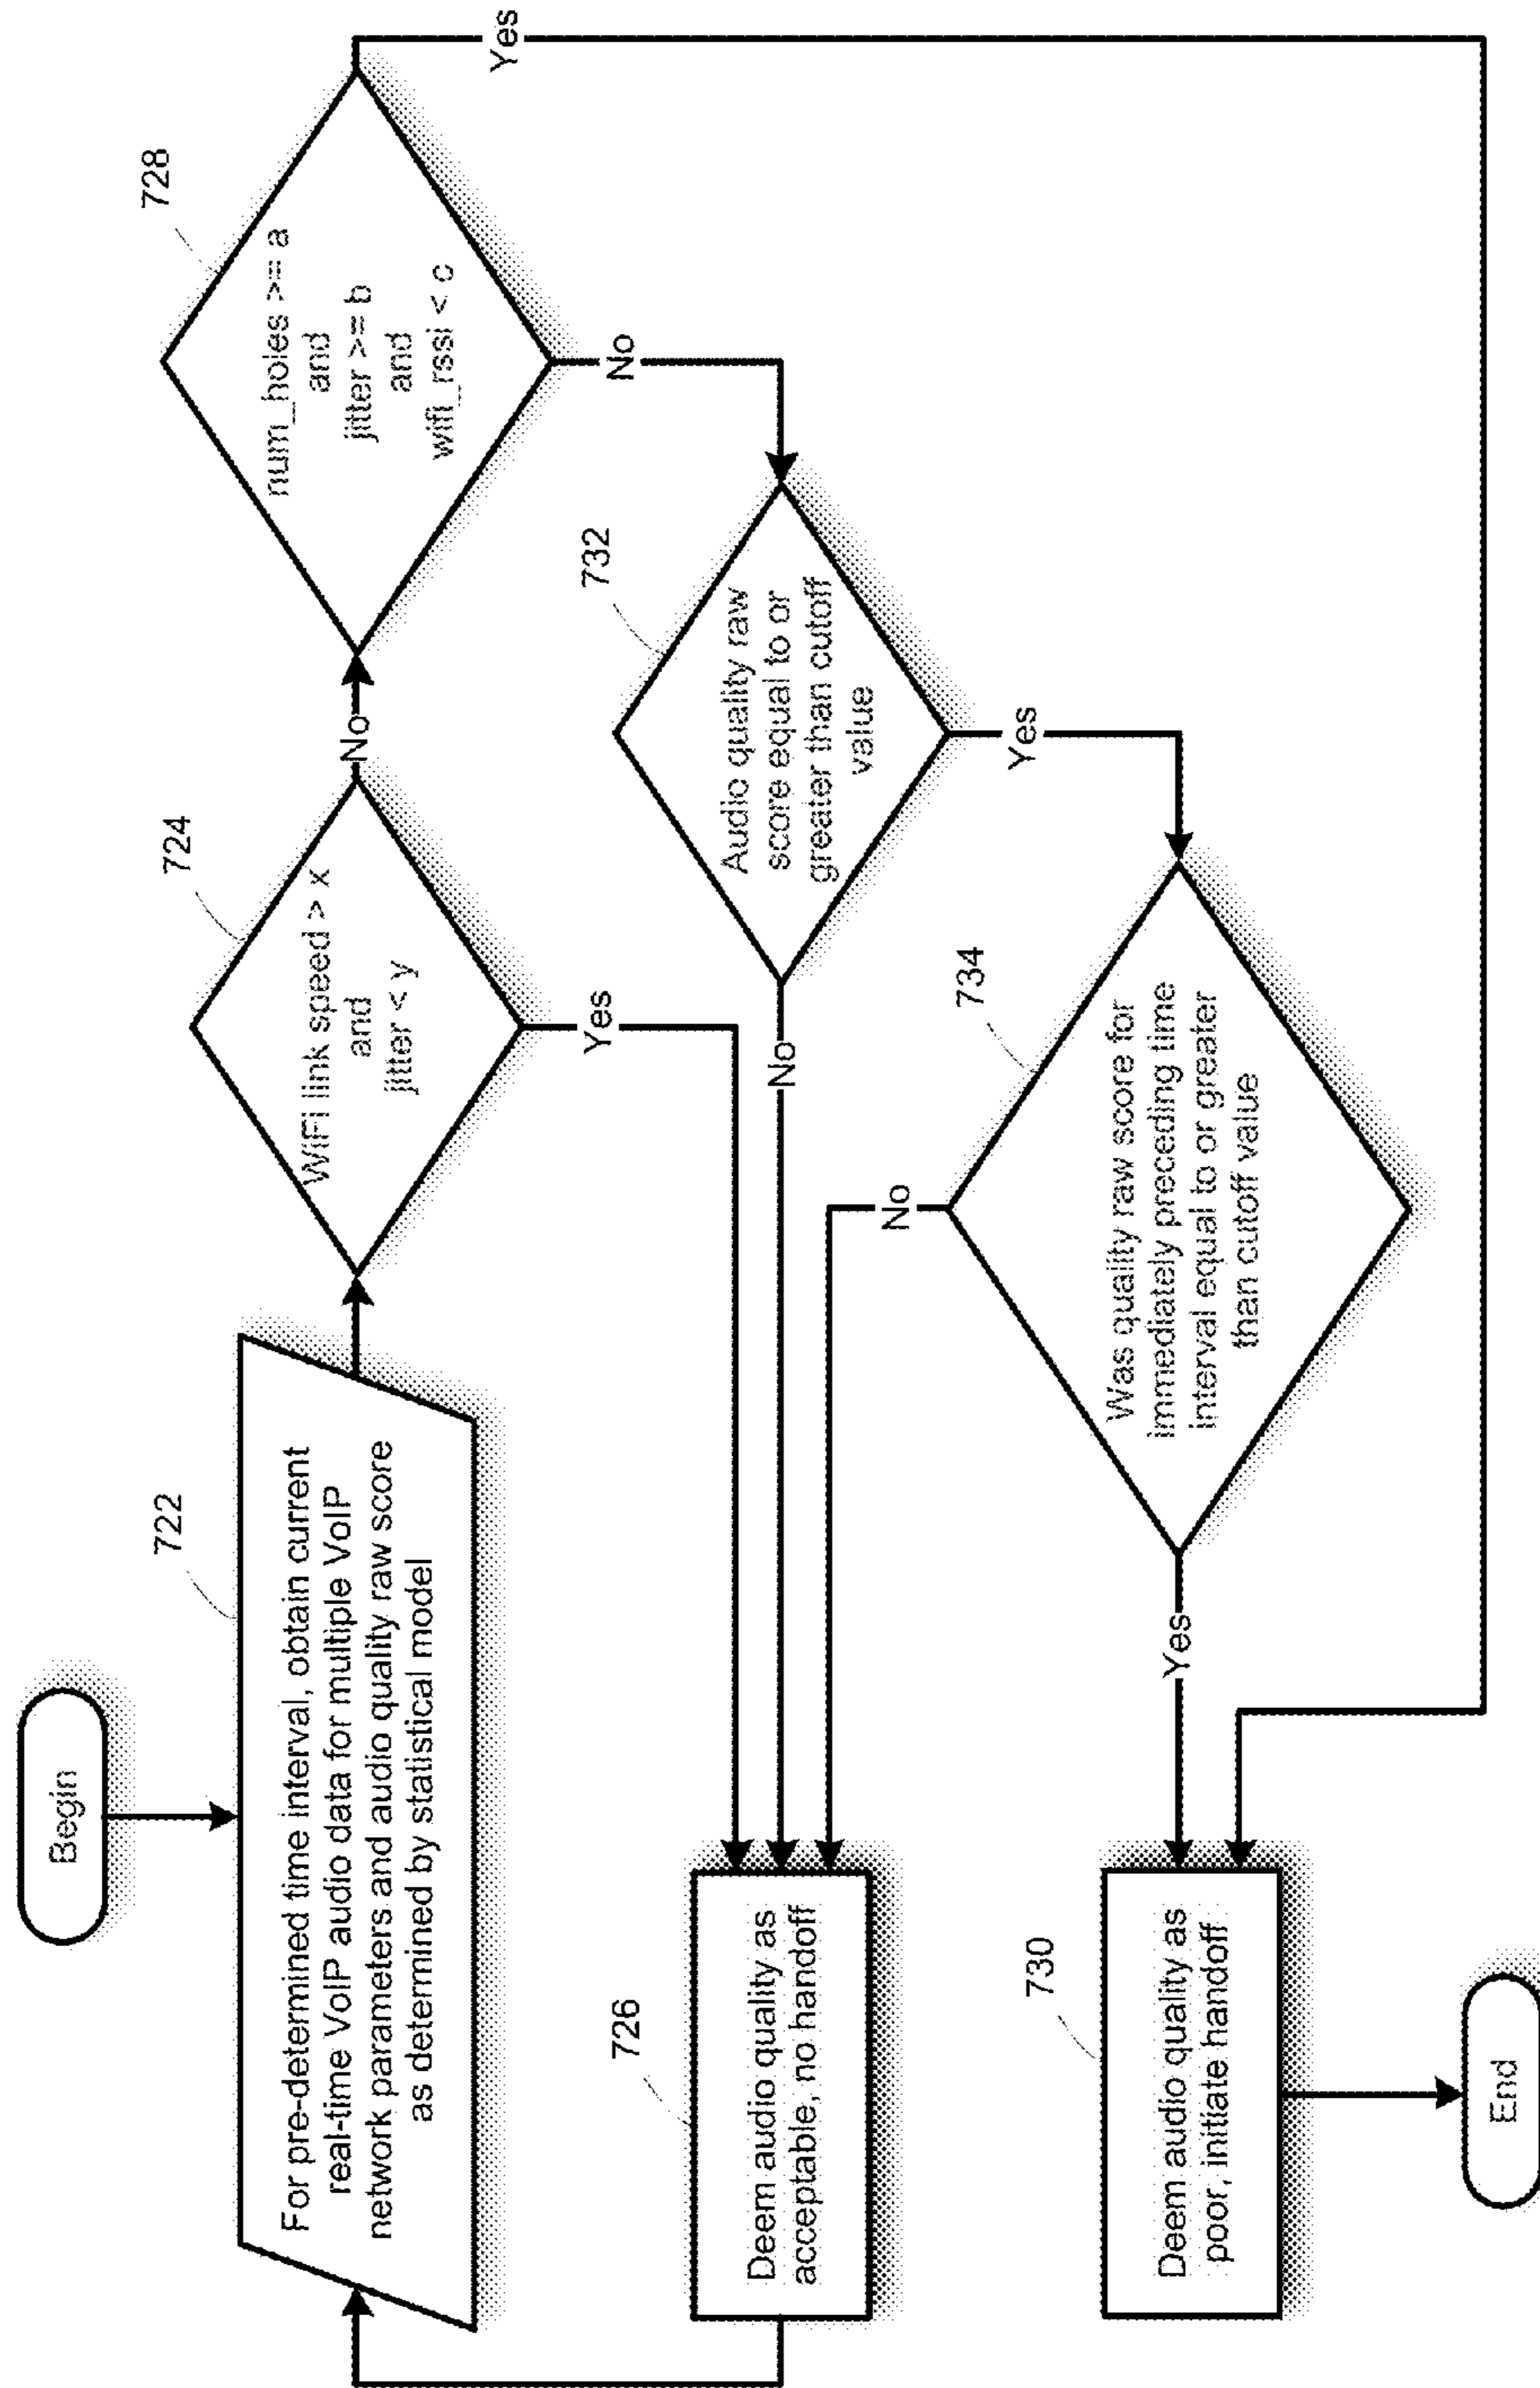 Begin
722
For pre-determined time interval, obtain current
real-time VoIP audio data for multiple VoIP
network parameters and audio quality raw score
as determined by statistical model
724
WiFi link speed > x
and
jitter < y
No
Yes
728
num_holes >= a
and
jitter >= b
and
wifi_rssi < c
Yes
No
732
Audio quality raw
score equal to or
greater than cutoff
value
No
Yes
734
Was quality raw score for
immediately preceding time
interval equal to or greater
than cutoff value
No
Yes
726
Deem audio quality as
acceptable, no handoff
730
Deem audio quality as
poor, initiate handoff
End